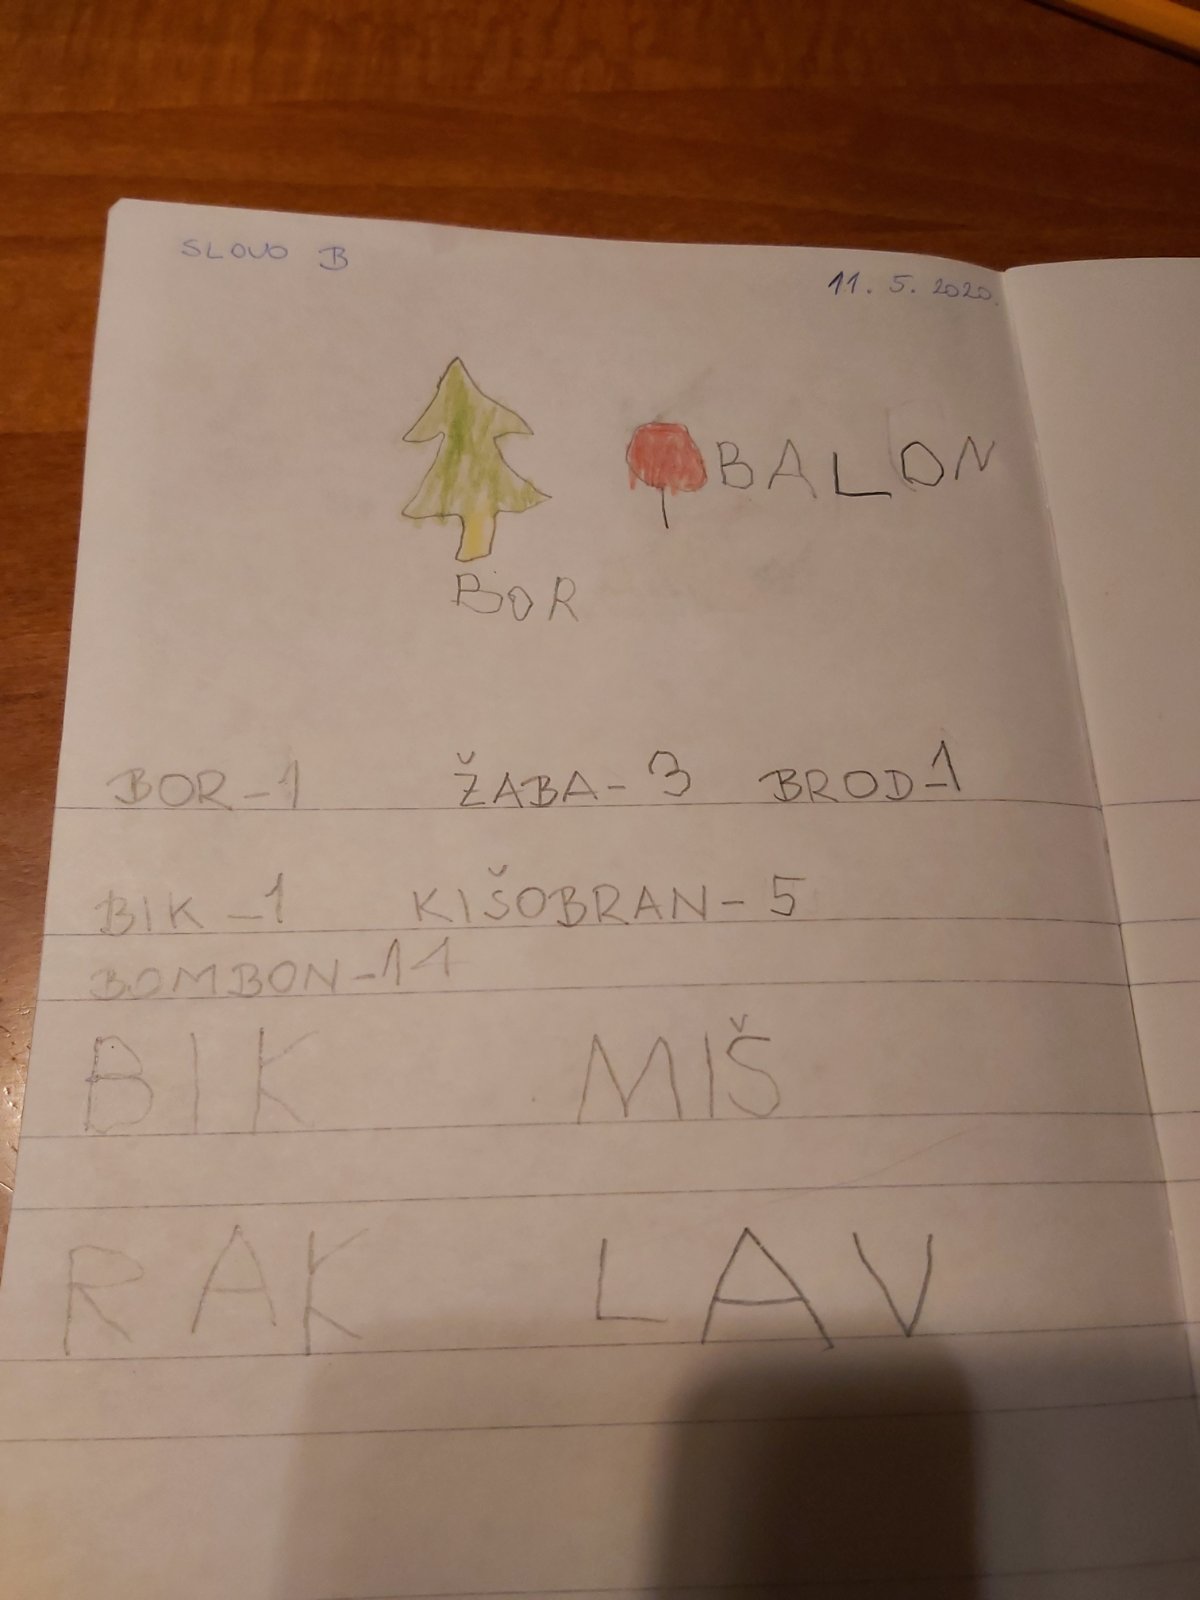 SLOVO B
11. 5. 2020.
BALON
BOR
BOR-1 ŽABA-3 BROD-1
BIK-1 KIŠOBRAN-5
BOMBON-14
BIK MIŠ
RAK LAV